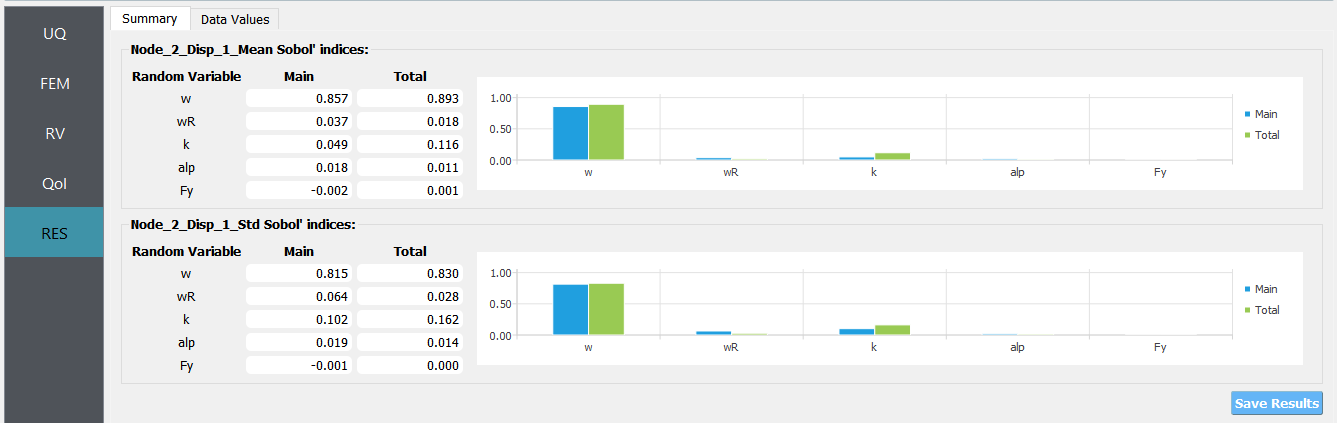 Summary Data Values
UQ
FEM
RV
QoI
RES
Node_2_Disp_1_Mean Sobol' indices:
Random Variable Main Total
w 0.857 0.893
wR 0.037 0.018
k 0.049 0.116
alp 0.018 0.011
Fy -0.002 0.001
1.00
0.50
0.00
w wR k alp Fy
Main
Total
Node_2_Disp_1_Std Sobol' indices:
Random Variable Main Total
w 0.815 0.830
wR 0.064 0.028
k 0.102 0.162
alp 0.019 0.014
Fy -0.001 0.000
1.00
0.50
0.00
w wR k alp Fy
Main
Total
Save Results